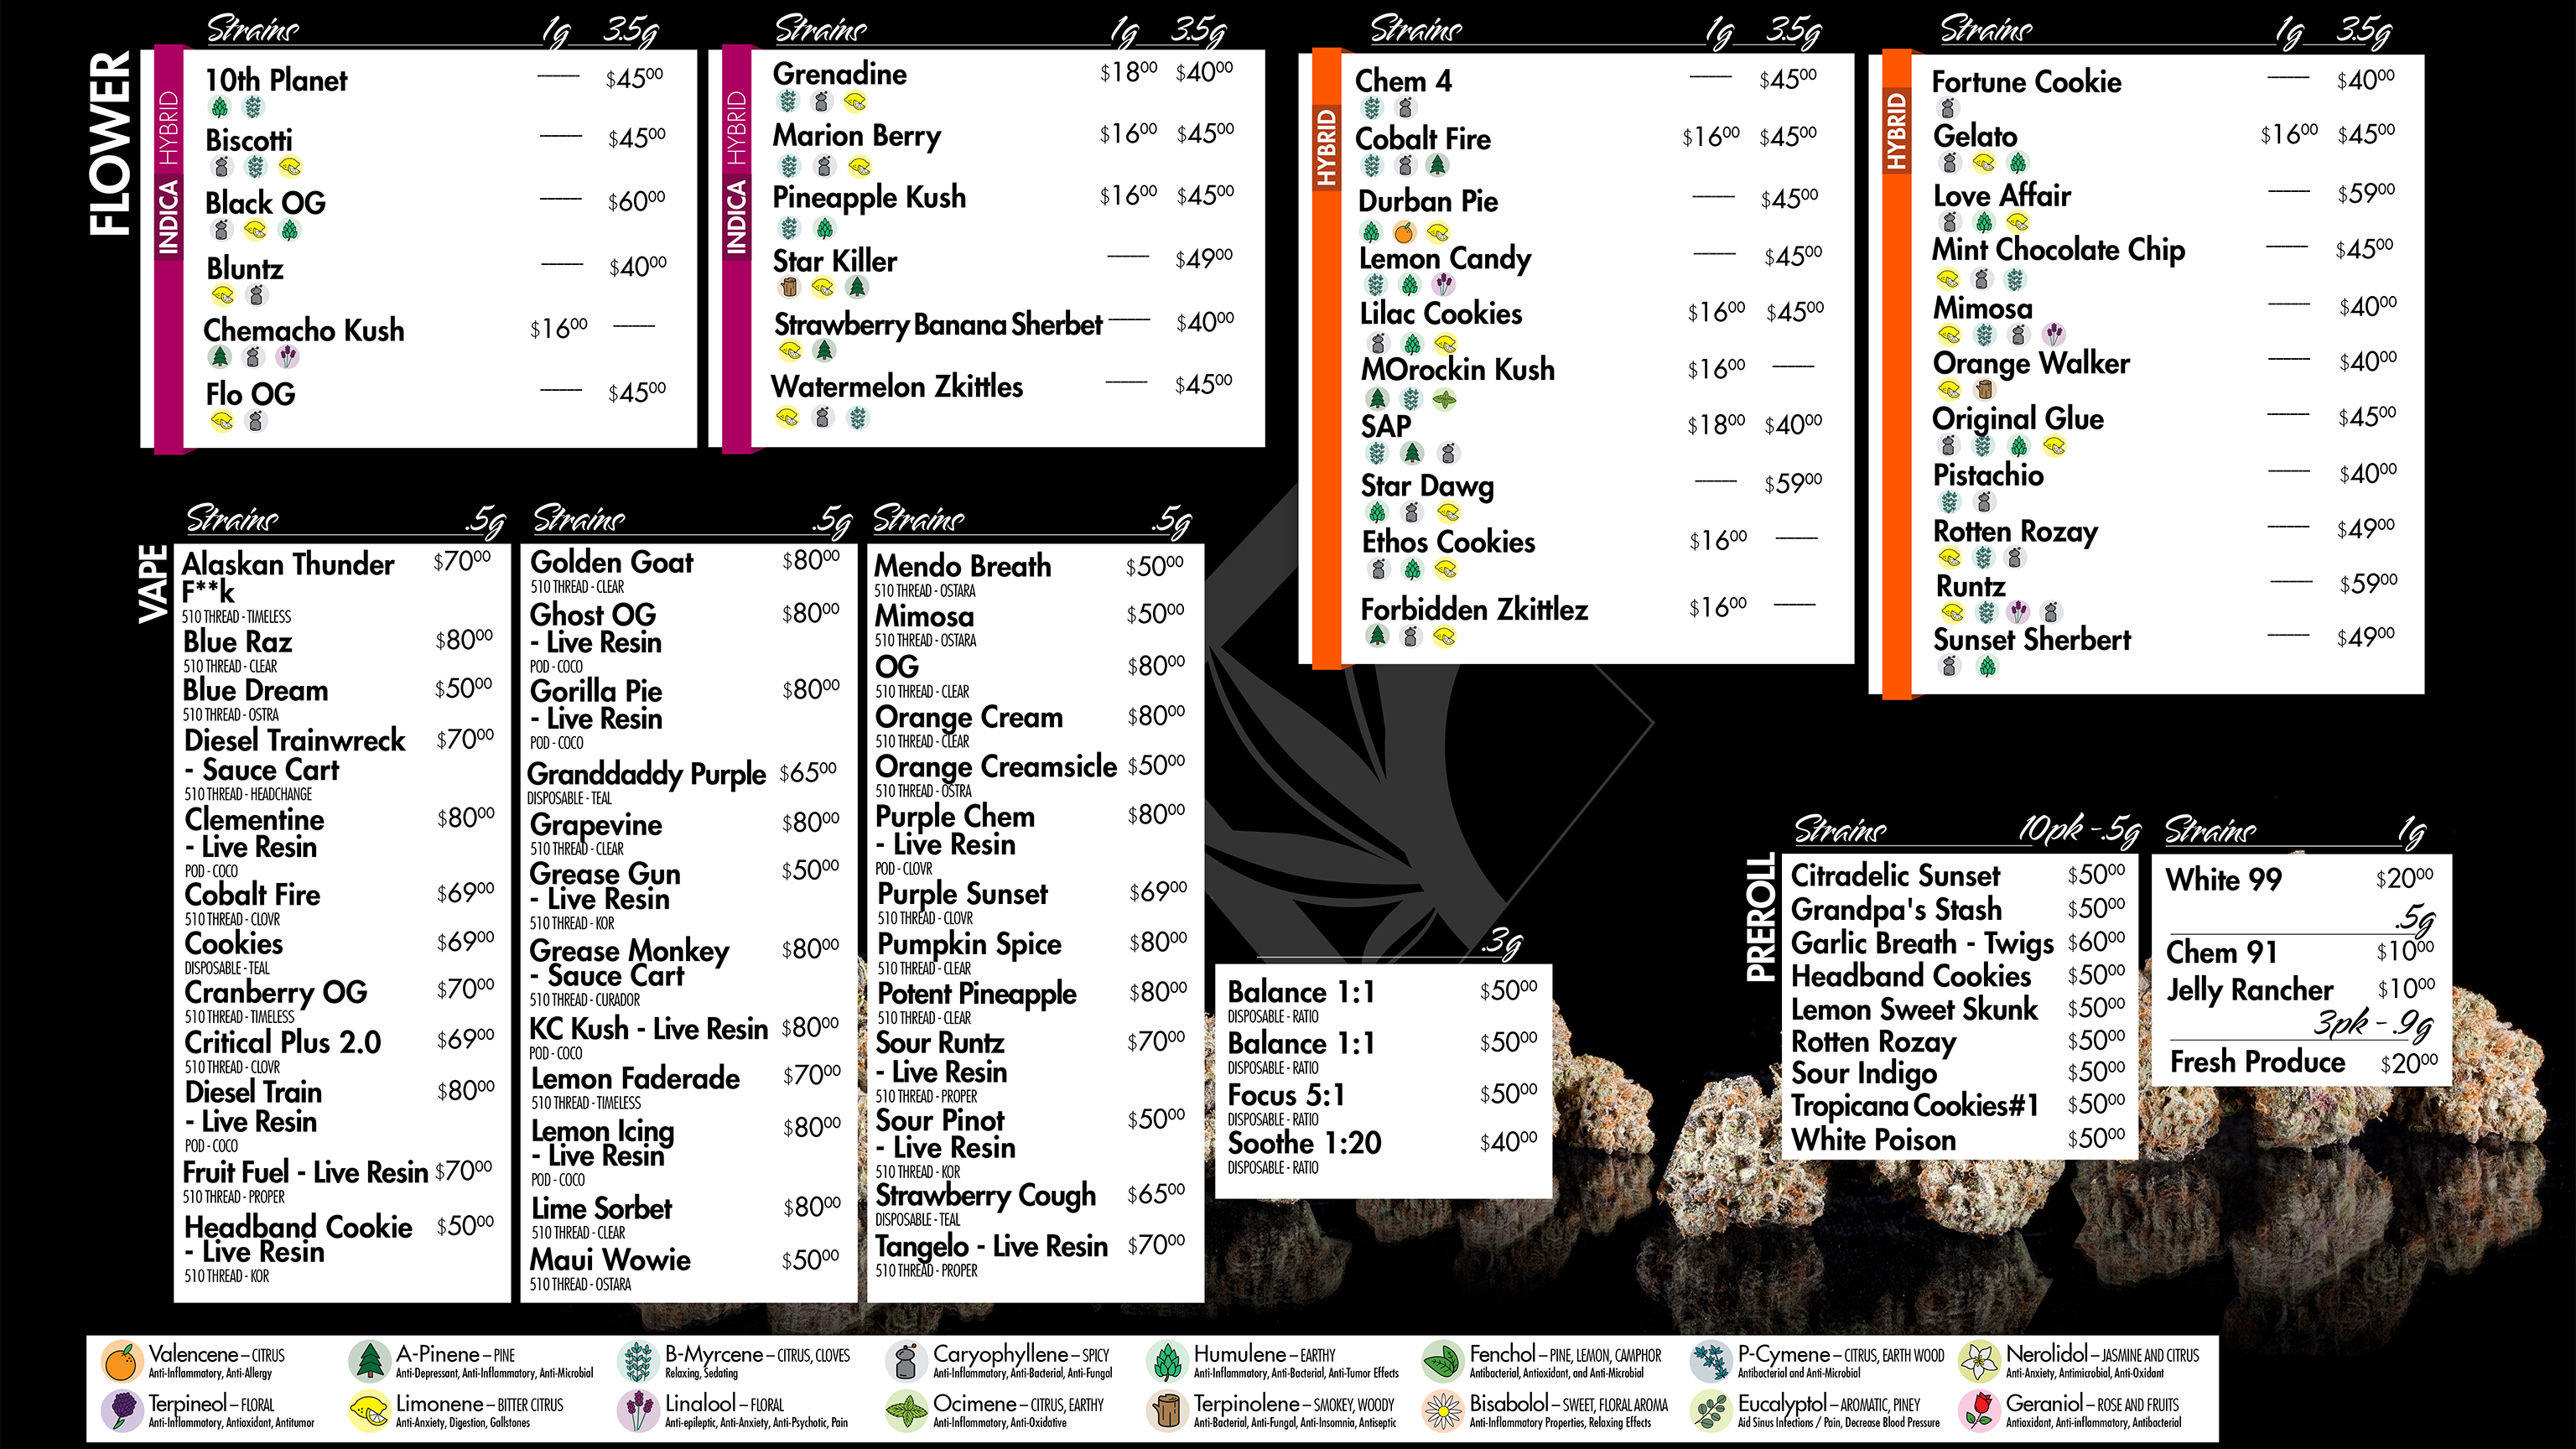 FLOWER
Strains 1g 3.5g
INDICA HYBRID
10th Planet —— $45.00
Biscotti —— $45.00
Black OG —— $60.00
Bluntz —— $40.00
Chemacho Kush $16.00 ——
Flo OG —— $45.00
Strains 1g 3.5g
INDICA HYBRID
Grenadine $18.00 $40.00
Marion Berry $16.00 $45.00
Pineapple Kush $16.00 $45.00
Star Killer —— $49.00
Strawberry Banana Sherbet —— $40.00
Watermelon Zkittles —— $45.00
Strains 1g 3.5g
HYBRID
Chem 4 —— $45.00
Cobalt Fire $16.00 $45.00
Durban Pie —— $45.00
Lemon Candy —— $45.00
Lilac Cookies $16.00 $45.00
MOrockin Kush $16.00 ——
SAP $18.00 $40.00
Star Dawg —— $59.00
Ethos Cookies $16.00 ——
Forbidden Zkittlez $16.00 ——
Strains 1g 3.5g
HYBRID
Fortune Cookie —— $40.00
Gelato $16.00 $45.00
Love Affair —— $59.00
Mint Chocolate Chip —— $45.00
Mimosa —— $40.00
Orange Walker —— $40.00
Original Glue —— $45.00
Pistachio —— $40.00
Rotten Rozay —— $49.00
Runtz —— $59.00
Sunset Sherbert —— $49.00
VAPE
Strains .5g
Alaskan Thunder $70.00
F**k
510 THREAD - TIMELESS
Blue Raz $80.00
510 THREAD - CLEAR
Blue Dream $50.00
510 THREAD - OSTRA
Diesel Trainwreck $70.00
- Sauce Cart
510 THREAD - HEADCHANGE
Clementine $80.00
- Live Resin
POD - COCO
Cobalt Fire $69.00
510 THREAD - CLOVR
Cookies $69.00
DISPOSABLE - TEAL
Cranberry OG $70.00
510 THREAD - TIMELESS
Critical Plus 2.0 $69.00
510 THREAD - CLOVR
Diesel Train $80.00
- Live Resin
POD - COCO
Fruit Fuel - Live Resin $70.00
510 THREAD - PROPER
Headband Cookie $50.00
- Live Resin
510 THREAD - KOR
Strains .5g
Golden Goat $80.00
510 THREAD - CLEAR
Ghost OG $80.00
- Live Resin
POD - COCO
Gorilla Pie $80.00
- Live Resin
POD - COCO
Granddaddy Purple $65.00
DISPOSABLE - TEAL
Grapevine $80.00
510 THREAD - CLEAR
Grease Gun $50.00
- Live Resin
510 THREAD - KOR
Grease Monkey $80.00
- Sauce Cart
510 THREAD - CURADOR
KC Kush - Live Resin $80.00
POD - COCO
Lemon Faderade $70.00
510 THREAD - TIMELESS
Lemon Icing $80.00
- Live Resin
POD - COCO
Lime Sorbet $80.00
510 THREAD - CLEAR
Maui Wowie $50.00
510 THREAD - OSTARA
Strains .5g
Mendo Breath $50.00
510 THREAD - OSTARA
Mimosa $50.00
510 THREAD - OSTARA
OG $80.00
510 THREAD - CLEAR
Orange Cream $80.00
510 THREAD - CLEAR
Orange Creamsicle $50.00
510 THREAD - OSTRA
Purple Chem $80.00
- Live Resin
POD - CLOVR
Purple Sunset $69.00
510 THREAD - CLOVR
Pumpkin Spice $80.00
510 THREAD - CLEAR
Potent Pineapple $80.00
510 THREAD - CLEAR
Sour Runtz $70.00
- Live Resin
510 THREAD - PROPER
Sour Pinot $50.00
- Live Resin
510 THREAD - KOR
Strawberry Cough $65.00
DISPOSABLE - TEAL
Tangelo - Live Resin $70.00
510 THREAD - PROPER
.3g
Balance 1:1 $50.00
DISPOSABLE - RATIO
Balance 1:1 $50.00
DISPOSABLE - RATIO
Focus 5:1 $50.00
DISPOSABLE - RATIO
Soothe 1:20 $40.00
DISPOSABLE - RATIO
PREROLL
Strains 10pk - .5g
Citradelic Sunset $50.00
Grandpa's Stash $50.00
Garlic Breath - Twigs $60.00
Headband Cookies $50.00
Lemon Sweet Skunk $50.00
Rotten Rozay $50.00
Sour Indigo $50.00
Tropicana Cookies#1 $50.00
White Poison $50.00
Strains 1g
White 99 $20.00
.5g
Chem 91 $10.00
Jelly Rancher $10.00
3pk - .9g
Fresh Produce $20.00
Valencene – CITRUS
Anti-Inflammatory, Anti-Allergy
A-Pinene – PINE
Anti-Depressant, Anti-Inflammatory, Anti-Microbial
B-Myrcene – CITRUS, CLOVES
Relaxing, Sedating
Caryophyllene – SPICY
Anti-Inflammatory, Anti-Bacterial, Anti-Fungal
Humulene – EARTHY
Anti-Inflammatory, Anti-Bacterial, Anti-Tumor Effects
Fenchol – PINE, LEMON, CAMPHOR
Antibacterial, Antioxidant, and Anti-Microbial
P-Cymene – CITRUS, EARTH WOOD
Antibacterial and Anti-Microbial
Nerolidol – JASMINE AND CITRUS
Anti-Anxiety, Antimicrobial, Anti-Oxidant
Terpineol – FLORAL
Anti-Inflammatory, Antioxidant, Antitumor
Limonene – BITTER CITRUS
Anti-Anxiety, Digestion, Gallstones
Linalool – FLORAL
Anti-epileptic, Anti-Anxiety, Anti-Psychotic, Pain
Ocimene – CITRUS, EARTHY
Anti-Inflammatory, Anti-Oxidative
Terpinolene – SMOKEY, WOODY
Anti-Bacterial, Anti-Fungal, Anti-Insomnia, Antiseptic
Bisabolol – SWEET, FLORAL AROMA
Anti-Inflammatory Properties, Relaxing Effects
Eucalyptol – AROMATIC, PINEY
Aid Sinus Infections / Pain, Decrease Blood Pressure
Geraniol – ROSE AND FRUITS
Antioxidant, Anti-inflammatory, Antibacterial